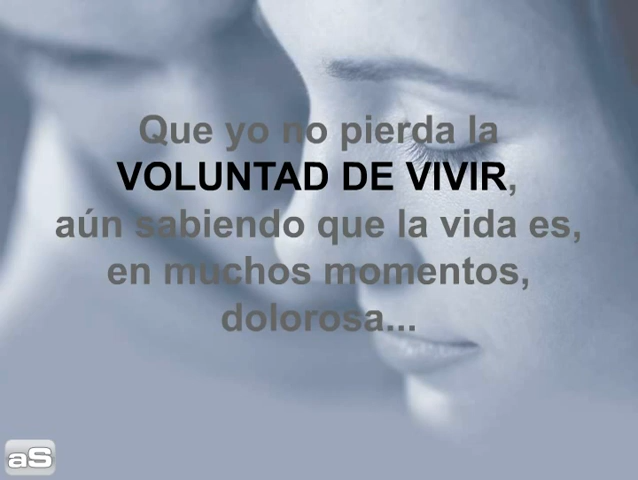 Que yo no pierda la
VOLUNTAD DE VIVIR,
aún sabiendo que la vida es,
en muchos momentos,
dolorosa...
aS